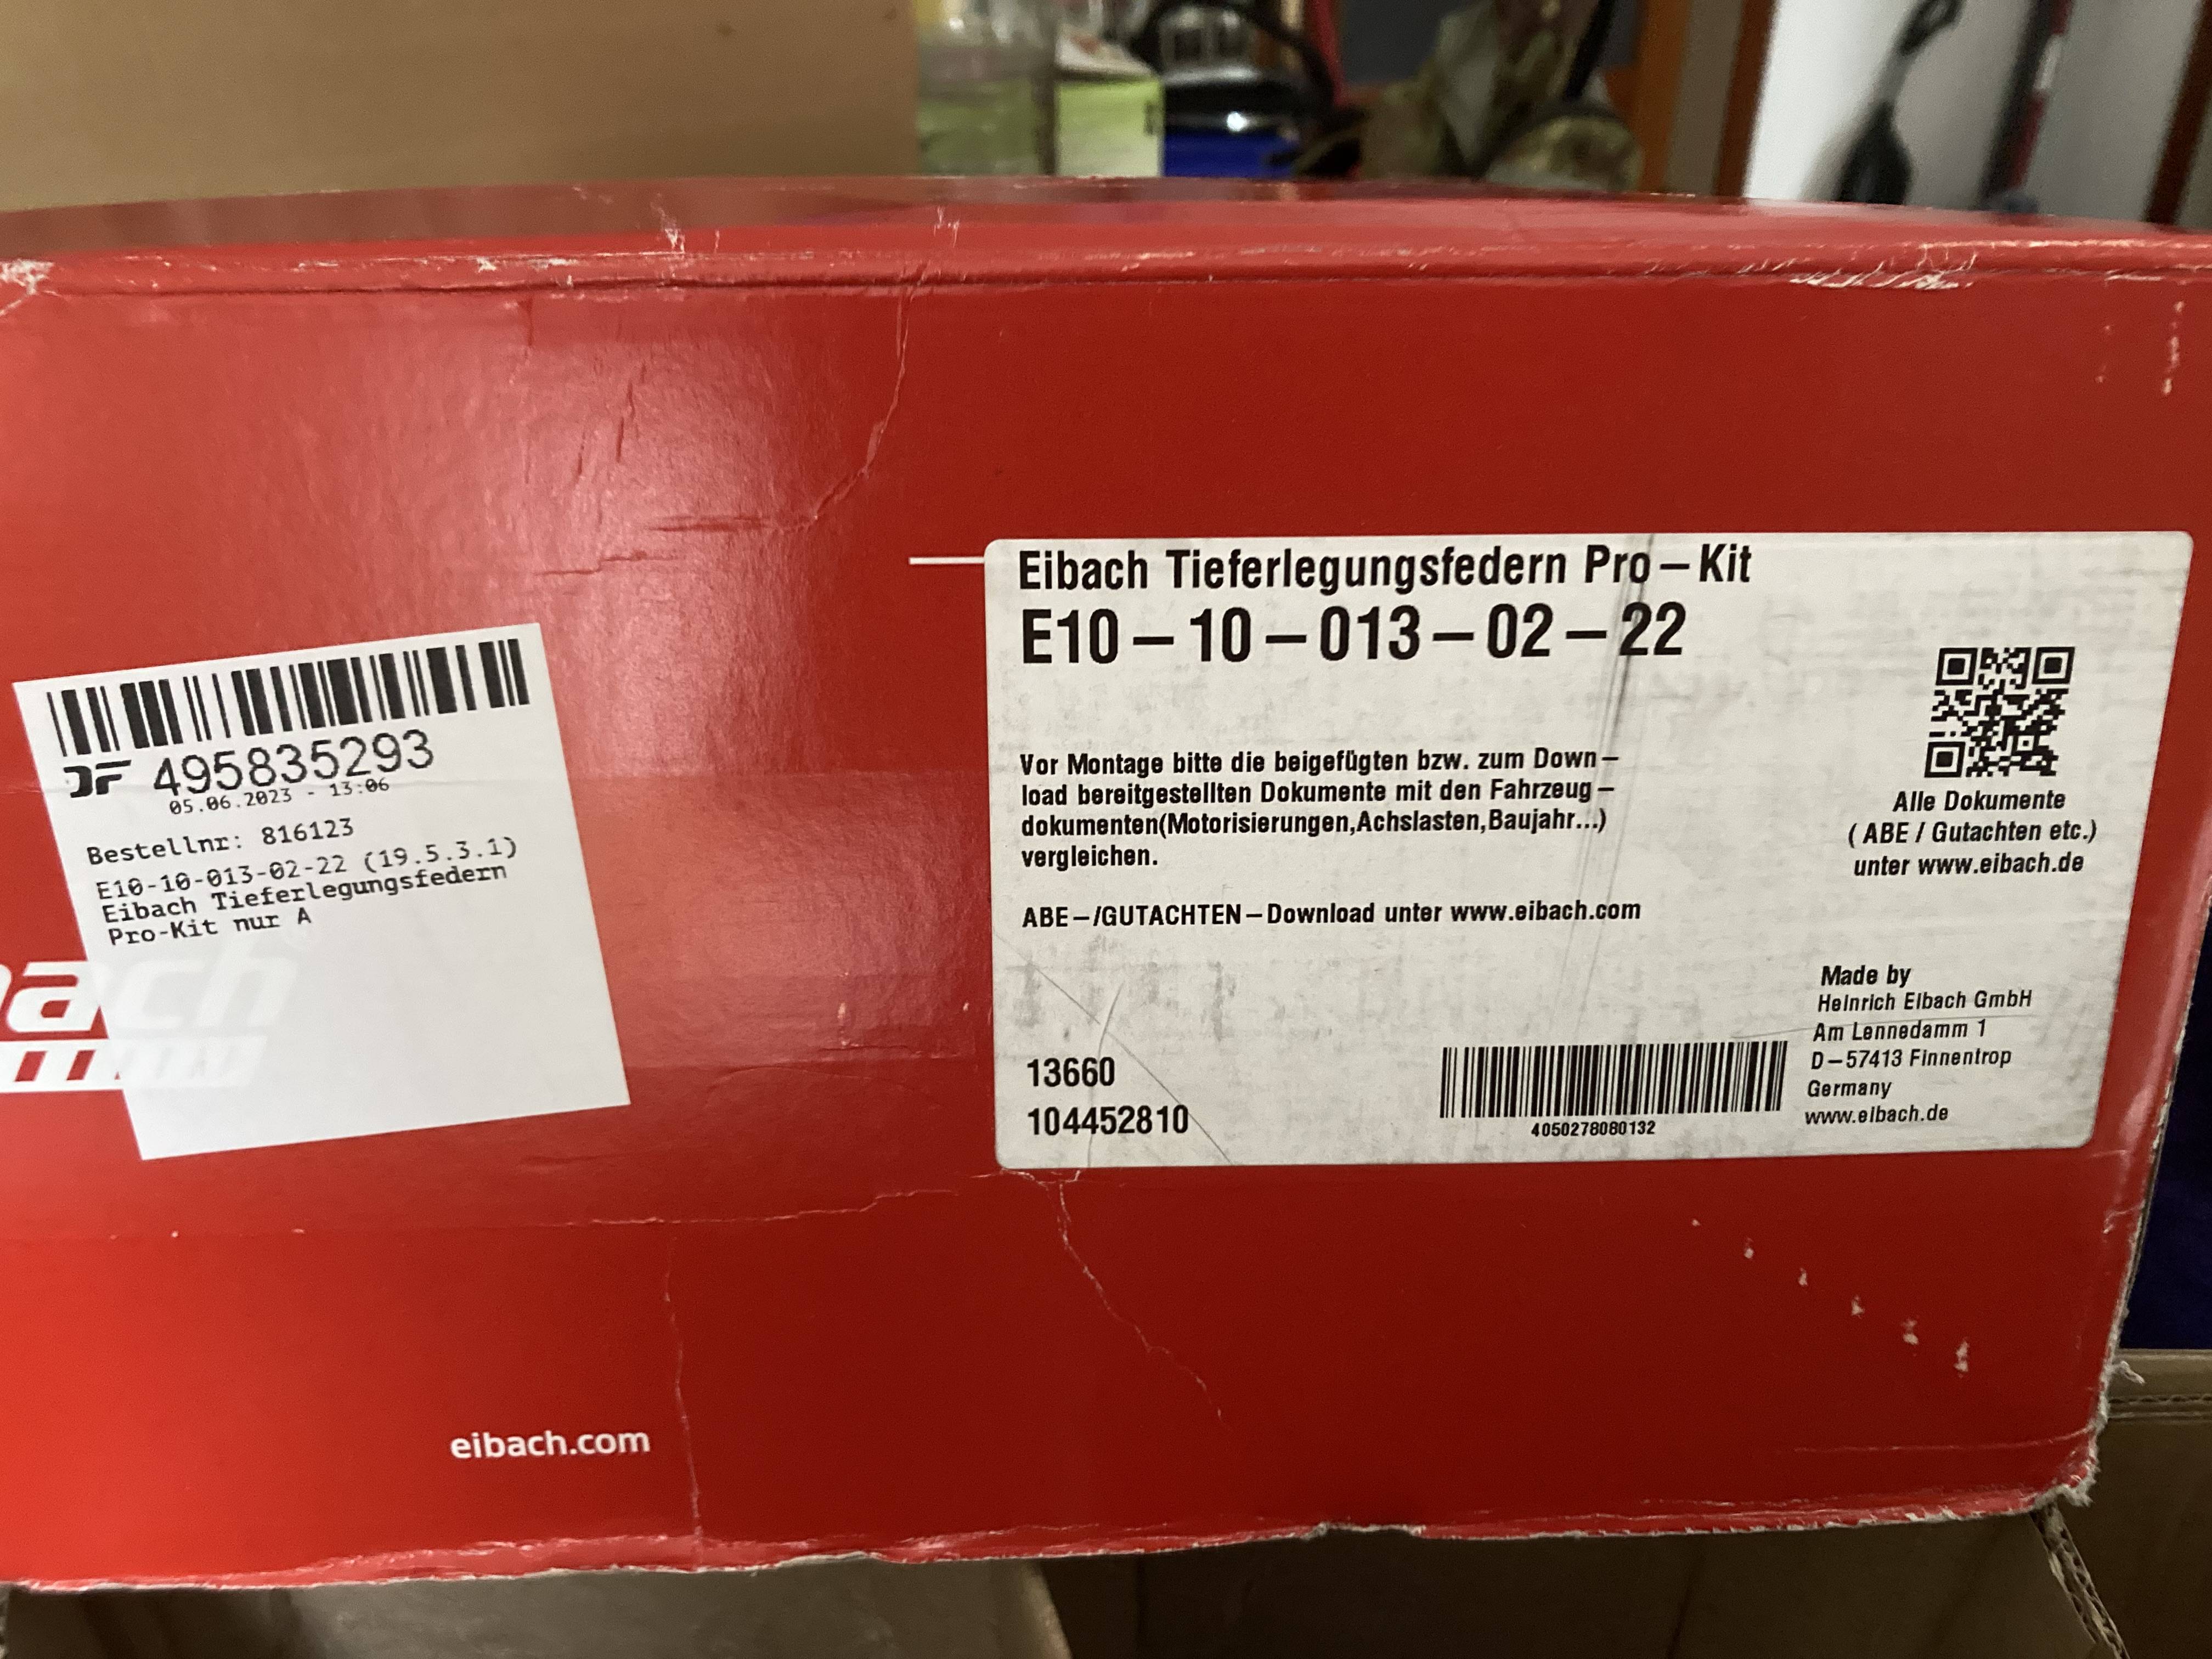 495835293
05.06.2023 - 13:06
Bestellnr: 816123
E10-10-013-02-22 (19.5.3.1)
Eibach Tieferlegungsfedern
Pro-Kit nur A
bach
eibach.com
Eibach Tieferlegungsfedern Pro–Kit
E10–10–013–02–22
Vor Montage bitte die beigefügten bzw. zum Down–
load bereitgestellten Dokumente mit den Fahrzeug–
dokumenten(Motorisierungen,Achslasten,Baujahr...)
vergleichen.
ABE–/GUTACHTEN–Download unter www.eibach.com
13660
104452810
4050278080132
Alle Dokumente
( ABE / Gutachten etc.)
unter www.eibach.de
Made by
Heinrich Eibach GmbH
Am Lennedamm 1
D–57413 Finnentrop
Germany
www.eibach.de